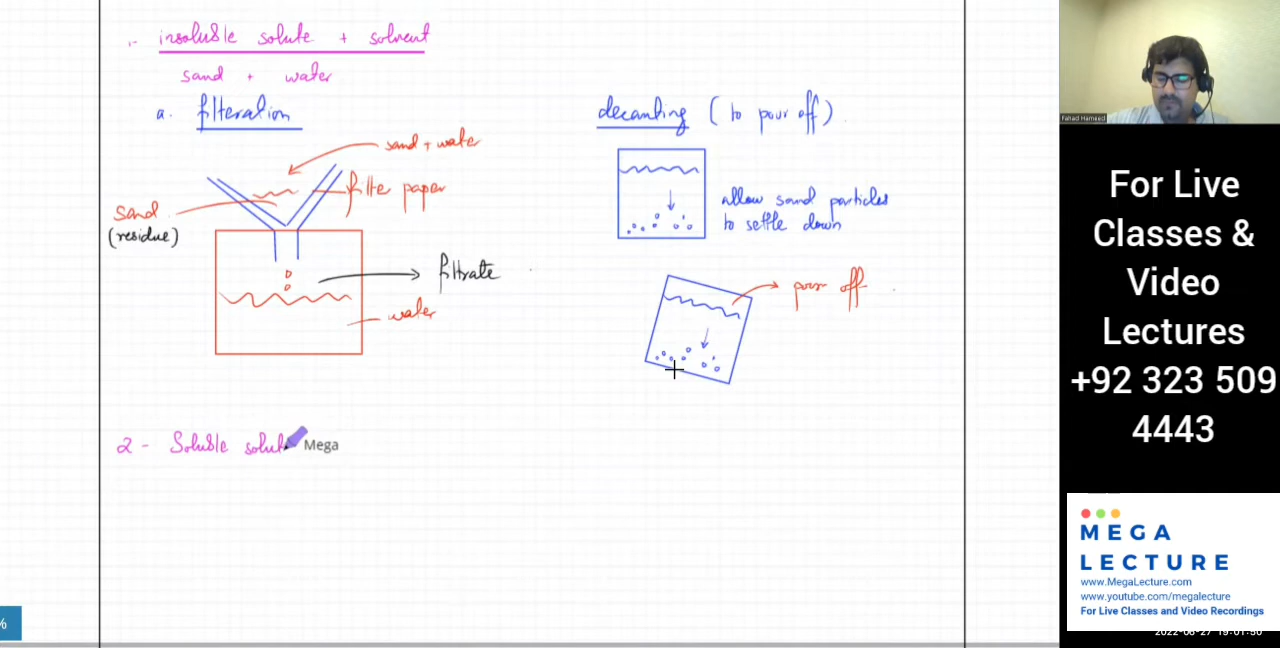 1- insoluble solute + solvent
sand + water
a. filteration
sand + water
filte paper
sand
(residue)
filtrate
water
decanting (to pour off)
allow sand particles
to settle down
pour off
2- Soluble solut
Mega
%
Fahad Hameed
For Live
Classes &
Video
Lectures
+92 323 509
4443
MEGA
LECTURE
www.MegaLecture.com
www.youtube.com/megalecture
For Live Classes and Video Recordings
2022-06-27 19:01:50